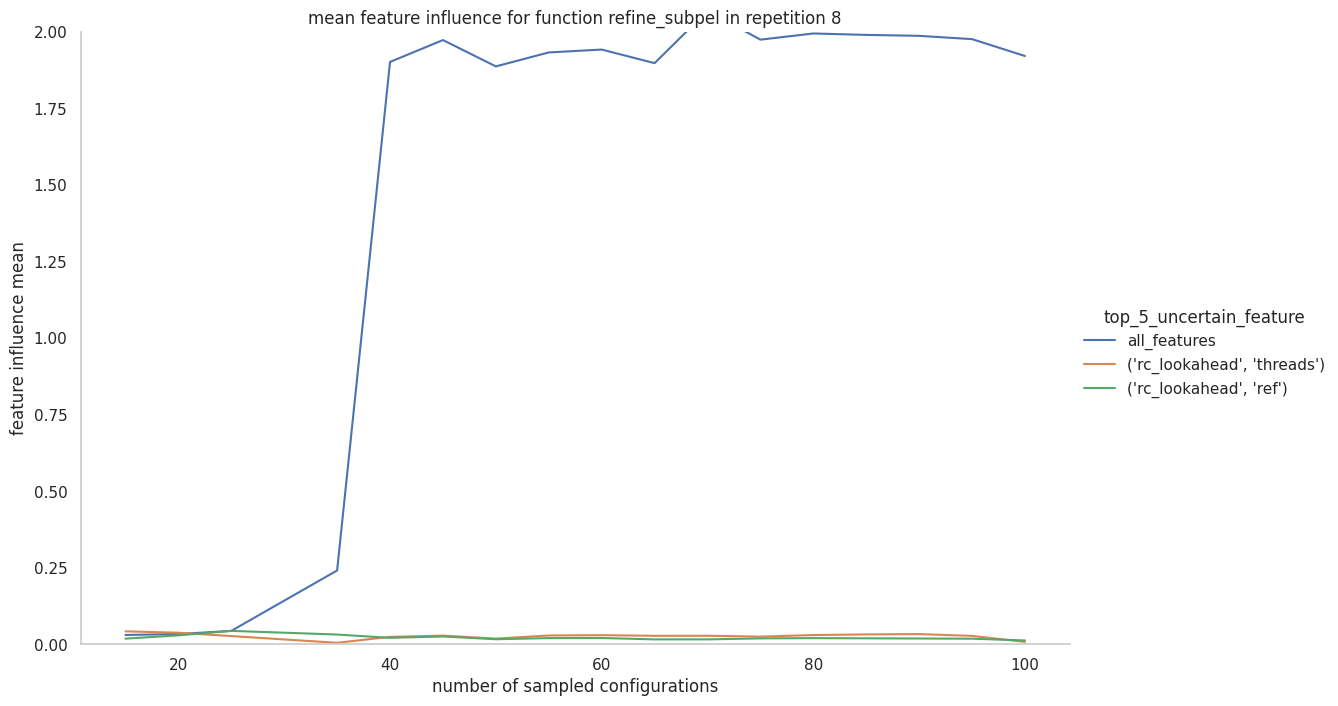 mean feature influence for function refine_subpel in repetition 8
2.00
1.75
1.50
1.25
1.00
0.75
0.50
0.25
0.00
feature influence mean
20 40 60 80 100
number of sampled configurations
top_5_uncertain_feature
all_features
('rc_lookahead', 'threads')
('rc_lookahead', 'ref')